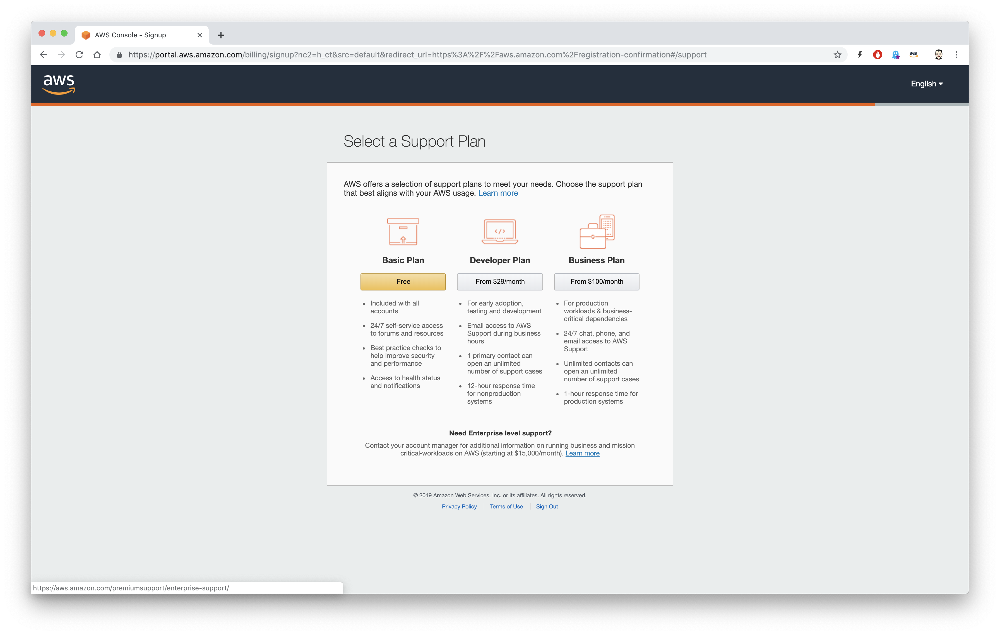 AWS Console - Signup
https://portal.aws.amazon.com/billing/signup?nc2=h_ct&src=default&redirect_url=https%3A%2F%2Faws.amazon.com%2Fregistration-confirmation#/support
aea
aws
English
Select a Support Plan
AWS offers a selection of support plans to meet your needs. Choose the support plan
that best aligns with your AWS usage. Learn more
</>
Basic Plan
Free
• Included with all
accounts
• 24/7 self-service access
to forums and resources
• Best practice checks to
help improve security
and performance
• Access to health status
and notifications
Developer Plan
From $29/month
• For early adoption,
testing and development
• Email access to AWS
Support during business
hours
• 1 primary contact can
open an unlimited
number of support cases
• 12-hour response time
for nonproduction
systems
Business Plan
From $100/month
• For production
workloads & business-
critical dependencies
• 24/7 chat, phone, and
email access to AWS
Support
• Unlimited contacts can
open an unlimited
number of support cases
• 1-hour response time for
production systems
Need Enterprise level support?
Contact your account manager for additional information on running business and mission
critical-workloads on AWS (starting at $15,000/month). Learn more
© 2019 Amazon Web Services, Inc. or its affiliates. All rights reserved.
Privacy Policy Terms of Use Sign Out
https://aws.amazon.com/premiumsupport/enterprise-support/